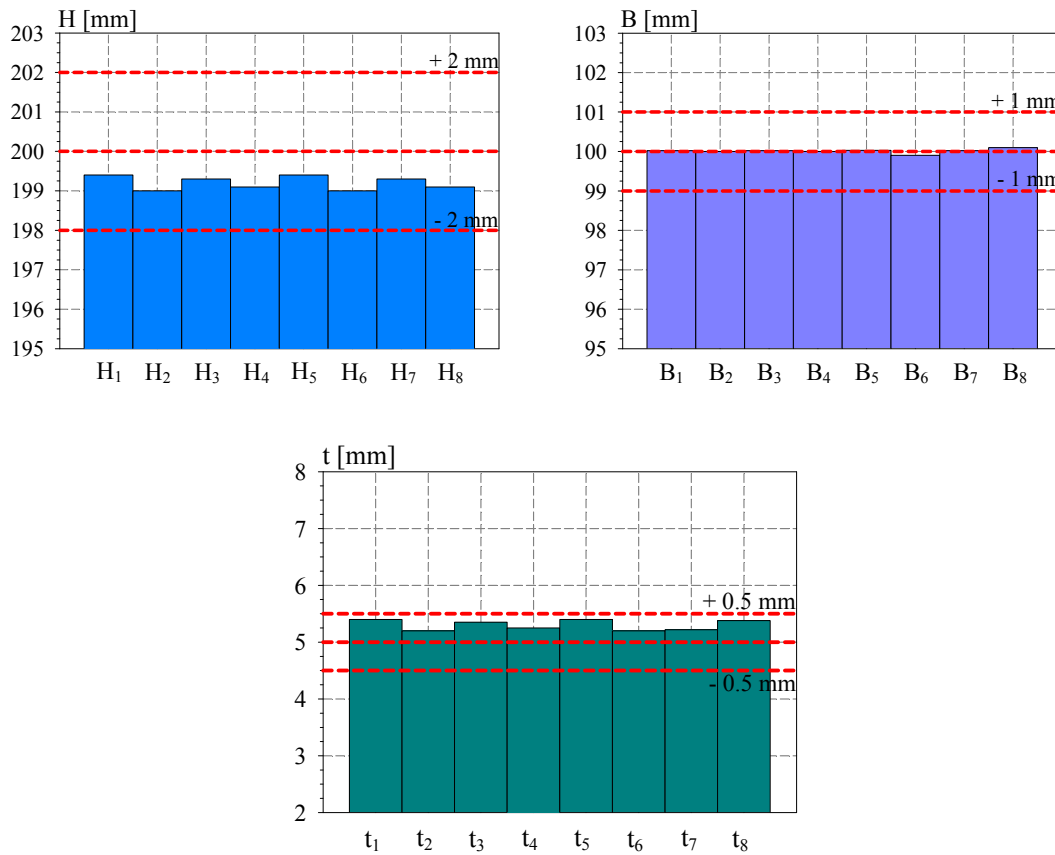 H [mm]
203
202
201
200
199
198
197
196
195
+ 2 mm
- 2 mm
H₁ H₂ H₃ H₄ H₅ H₆ H₇ H₈
B [mm]
103
102
101
100
99
98
97
96
95
+ 1 mm
- 1 mm
B₁ B₂ B₃ B₄ B₅ B₆ B₇ B₈
t [mm]
8
7
6
5
4
3
2
+ 0.5 mm
- 0.5 mm
t₁ t₂ t₃ t₄ t₅ t₆ t₇ t₈